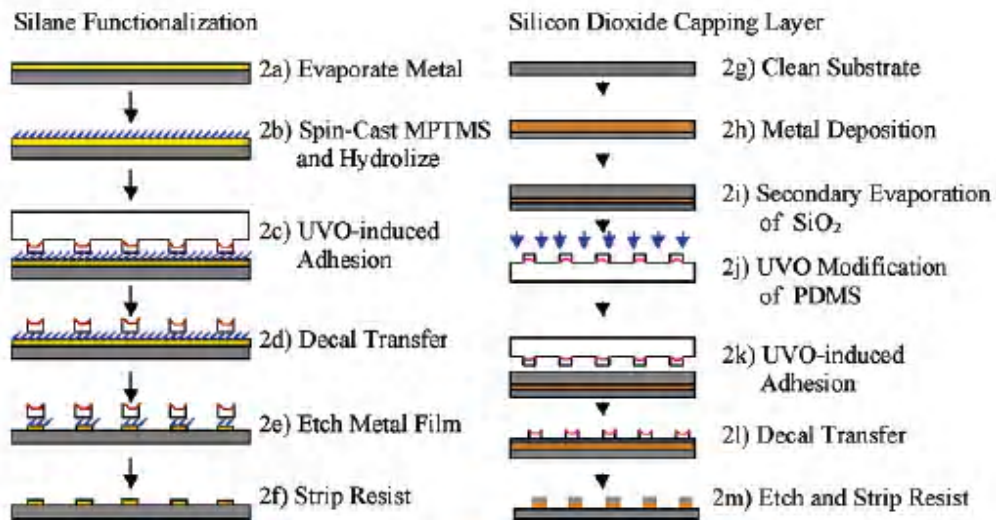 Silane Functionalization
2a) Evaporate Metal
2b) Spin-Cast MPTMS
and Hydrolize
2c) UVO-induced
Adhesion
2d) Decal Transfer
2e) Etch Metal Film
2f) Strip Resist
Silicon Dioxide Capping Layer
2g) Clean Substrate
2h) Metal Deposition
2i) Secondary Evaporation
of SiO₂
2j) UVO Modification
of PDMS
2k) UVO-induced
Adhesion
2l) Decal Transfer
2m) Etch and Strip Resist